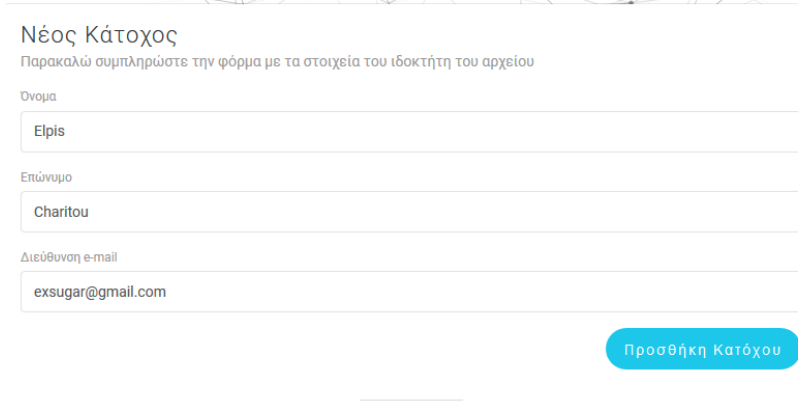 Νέος Κάτοχος
Παρακαλώ συμπληρώστε την φόρμα με τα στοιχεία του ιδοκτήτη του αρχείου
Όνομα
Elpis
Επώνυμο
Charitou
Διεύθυνση e-mail
exsugar@gmail.com
Προσθήκη Κατόχου